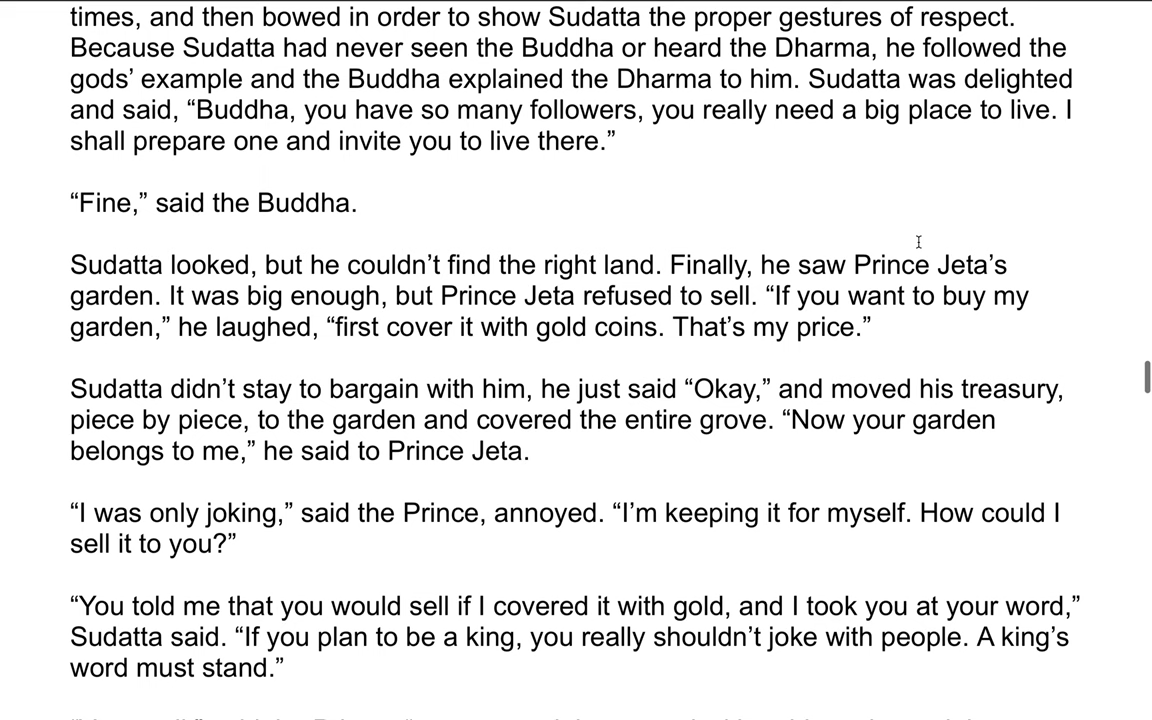 times, and then bowed in order to show Sudatta the proper gestures of respect.
Because Sudatta had never seen the Buddha or heard the Dharma, he followed the
gods’ example and the Buddha explained the Dharma to him. Sudatta was delighted
and said, “Buddha, you have so many followers, you really need a big place to live. I
shall prepare one and invite you to live there.”
“Fine,” said the Buddha.
Sudatta looked, but he couldn’t find the right land. Finally, he saw Prince Jeta’s
garden. It was big enough, but Prince Jeta refused to sell. “If you want to buy my
garden,” he laughed, “first cover it with gold coins. That’s my price.”
Sudatta didn’t stay to bargain with him, he just said “Okay,” and moved his treasury,
piece by piece, to the garden and covered the entire grove. “Now your garden
belongs to me,” he said to Prince Jeta.
“I was only joking,” said the Prince, annoyed. “I’m keeping it for myself. How could I
sell it to you?”
“You told me that you would sell if I covered it with gold, and I took you at your word,”
Sudatta said. “If you plan to be a king, you really shouldn’t joke with people. A king’s
word must stand.”